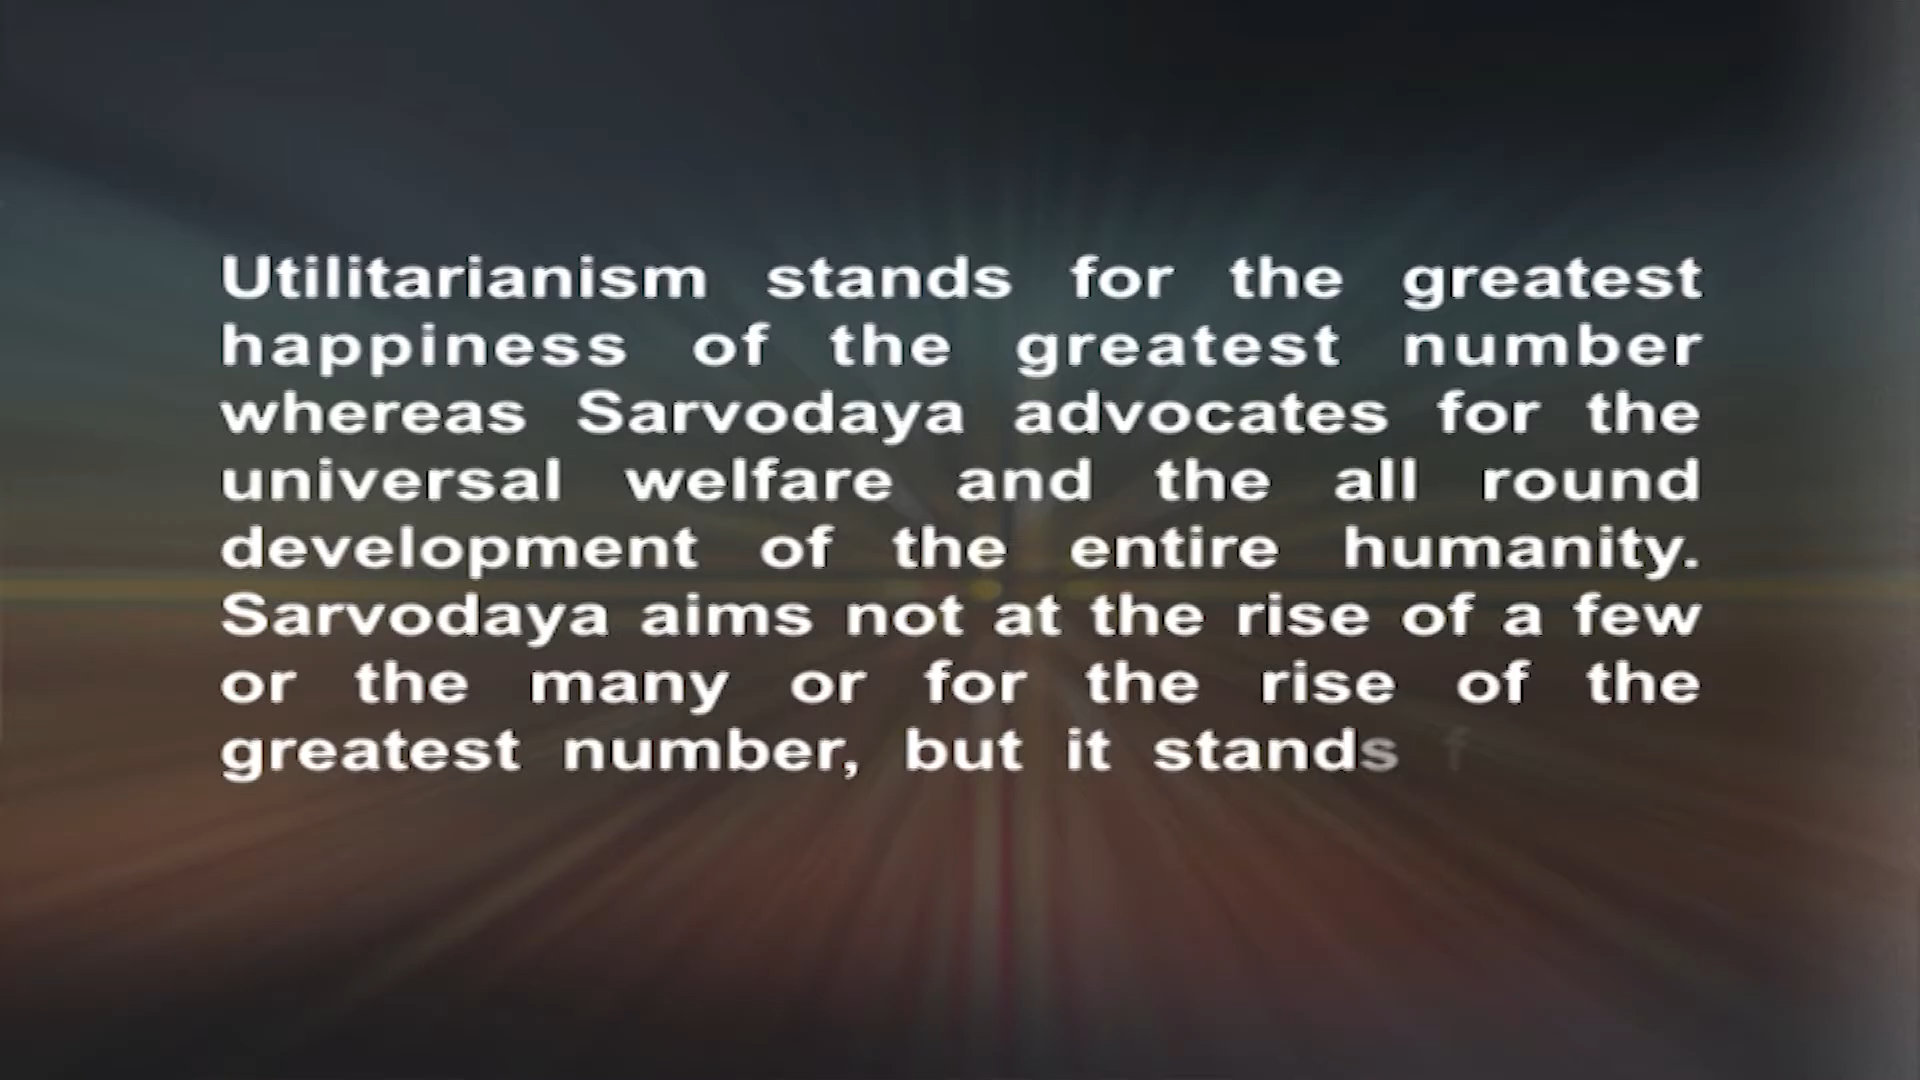 Utilitarianism stands for the greatest
happiness of the greatest number
whereas Sarvodaya advocates for the
universal welfare and the all round
development of the entire humanity.
Sarvodaya aims not at the rise of a few
or the many or for the rise of the
greatest number, but it stands f